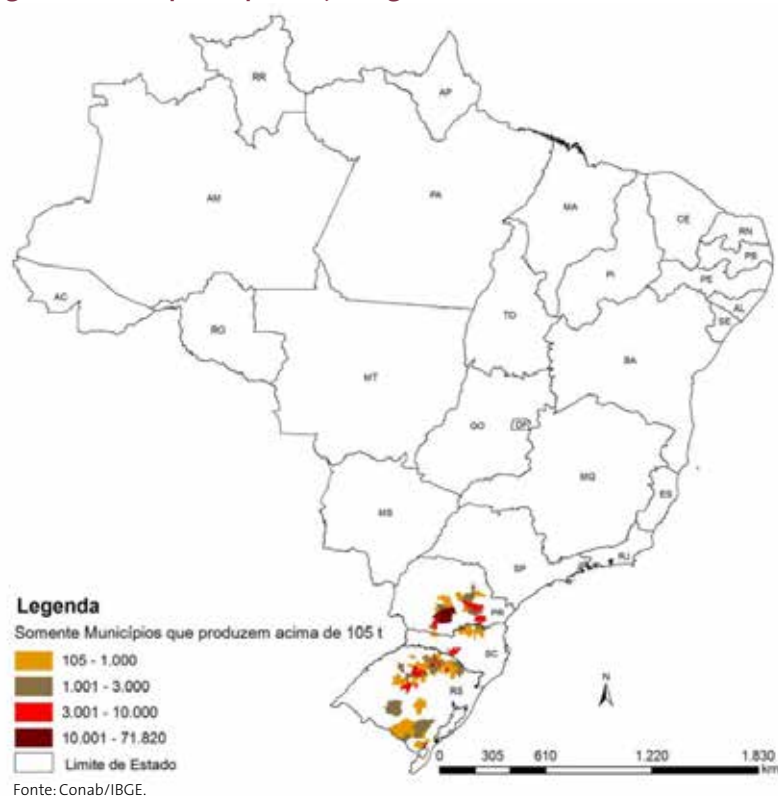 RR
AP
AM
PA
MA
CE
RN
PB
PI
PE
AL
SE
AC
RO
TO
BA
MT
GO
DF
MG
ES
MS
SP
RJ
PR
SC
RS
Legenda
Somente Municípios que produzem acima de 105 t
105 - 1.000
1.001 - 3.000
3.001 - 10.000
10.001 - 71.820
Limite de Estado
N
0 305 610 1.220 1.830
km
Fonte: Conab/IBGE.